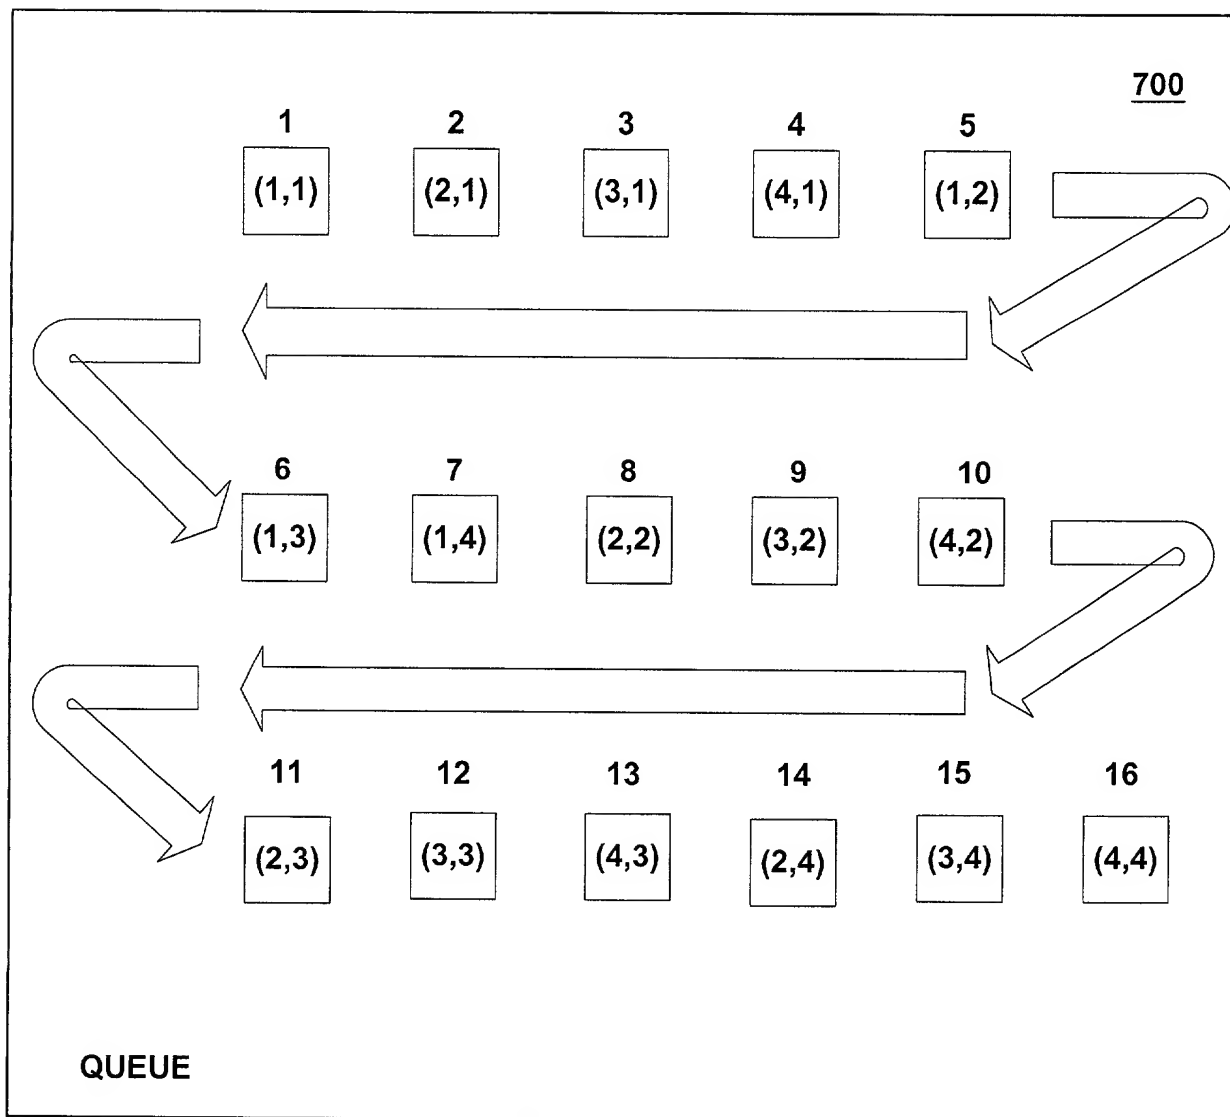 700
1 2 3 4 5
(1,1) (2,1) (3,1) (4,1) (1,2)
6 7 8 9 10
(1,3) (1,4) (2,2) (3,2) (4,2)
11 12 13 14 15 16
(2,3) (3,3) (4,3) (2,4) (3,4) (4,4)
QUEUE